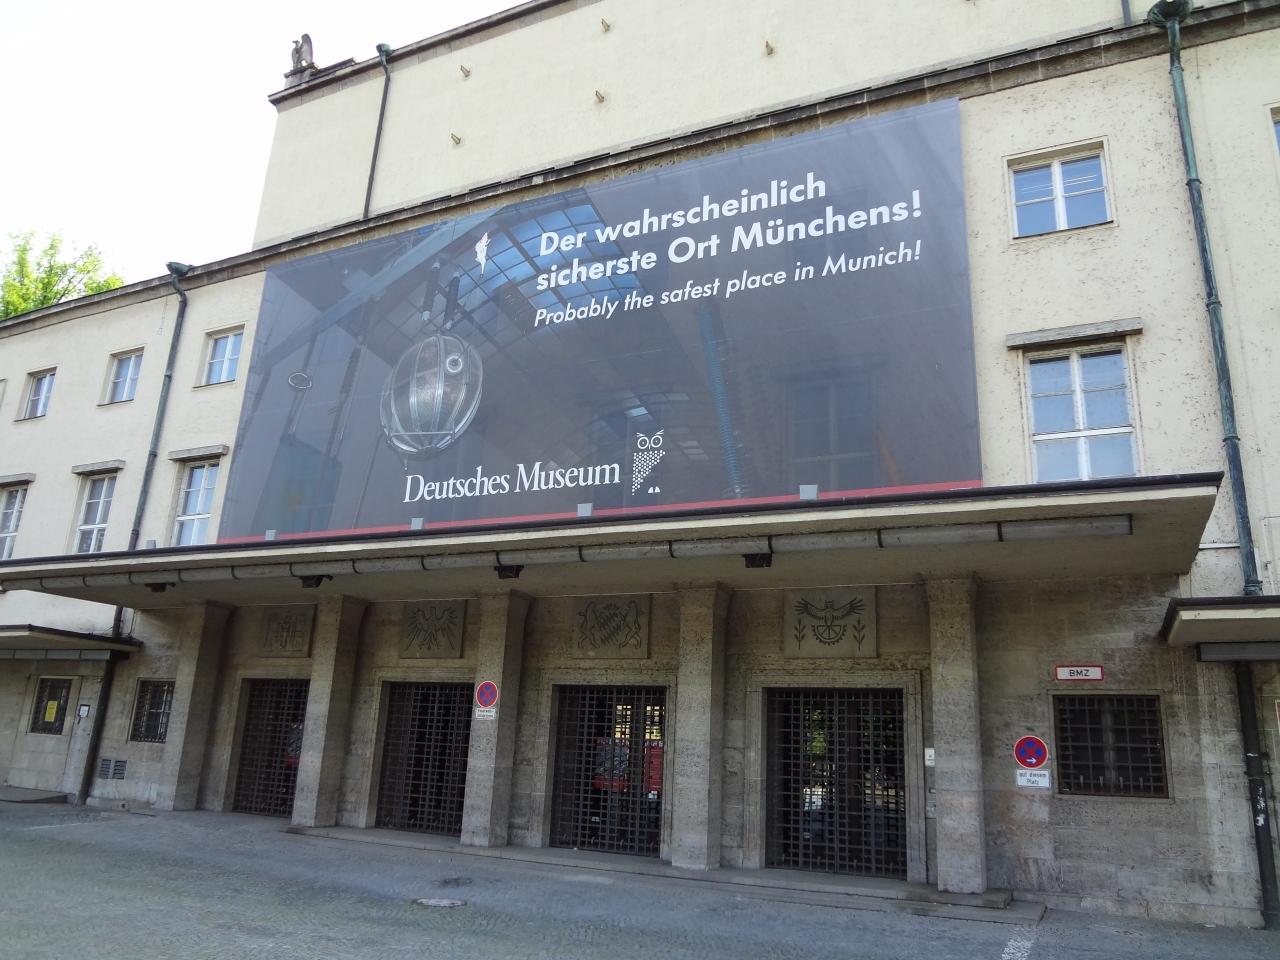 Der wahrscheinlich
sicherste Ort Münchens!
Probably the safest place in Munich!
Deutsches Museum
BMZ
auf diesem
Platz